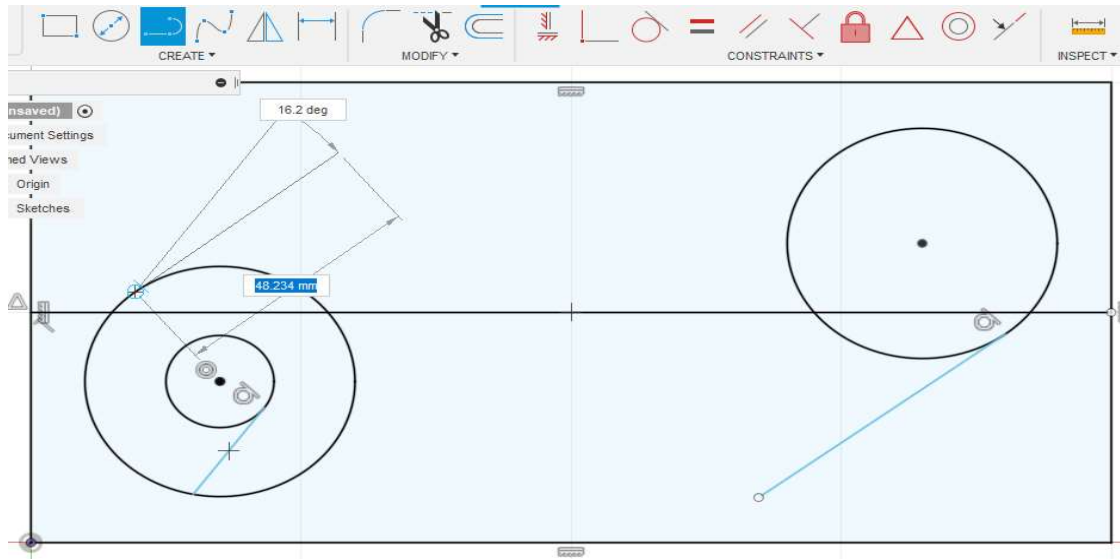 CREATE ▾
MODIFY ▾
CONSTRAINTS ▾
INSPECT ▾
nsaved)
cument Settings
ned Views
Origin
Sketches
16.2 deg
48.234 mm